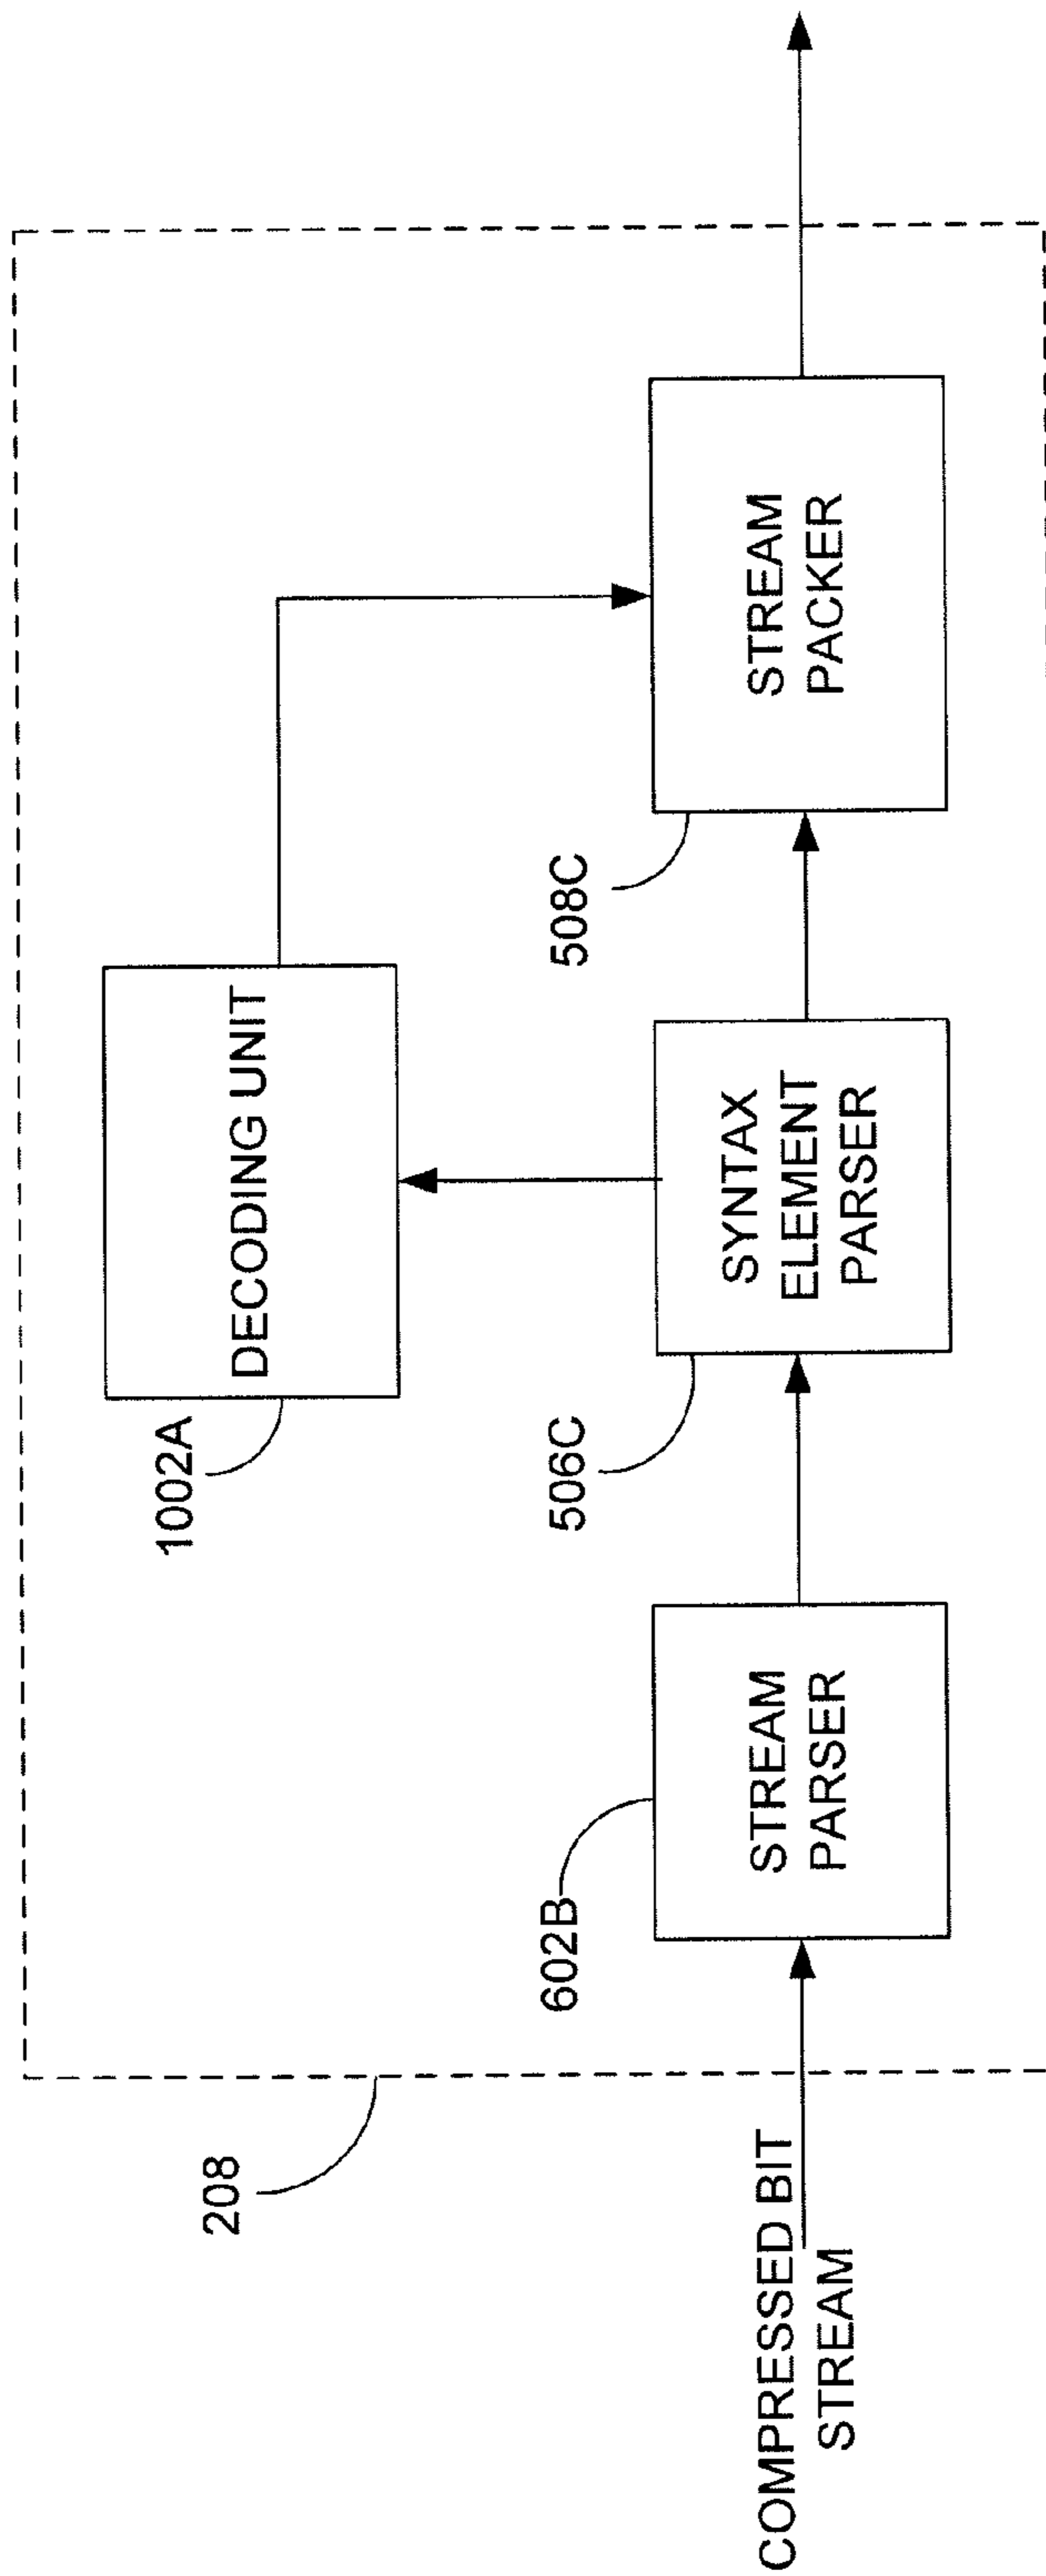 208
1002A
DECODING UNIT
602B
506C
508C
COMPRESSED BIT
STREAM
STREAM
PARSER
SYNTAX
ELEMENT
PARSER
STREAM
PACKER